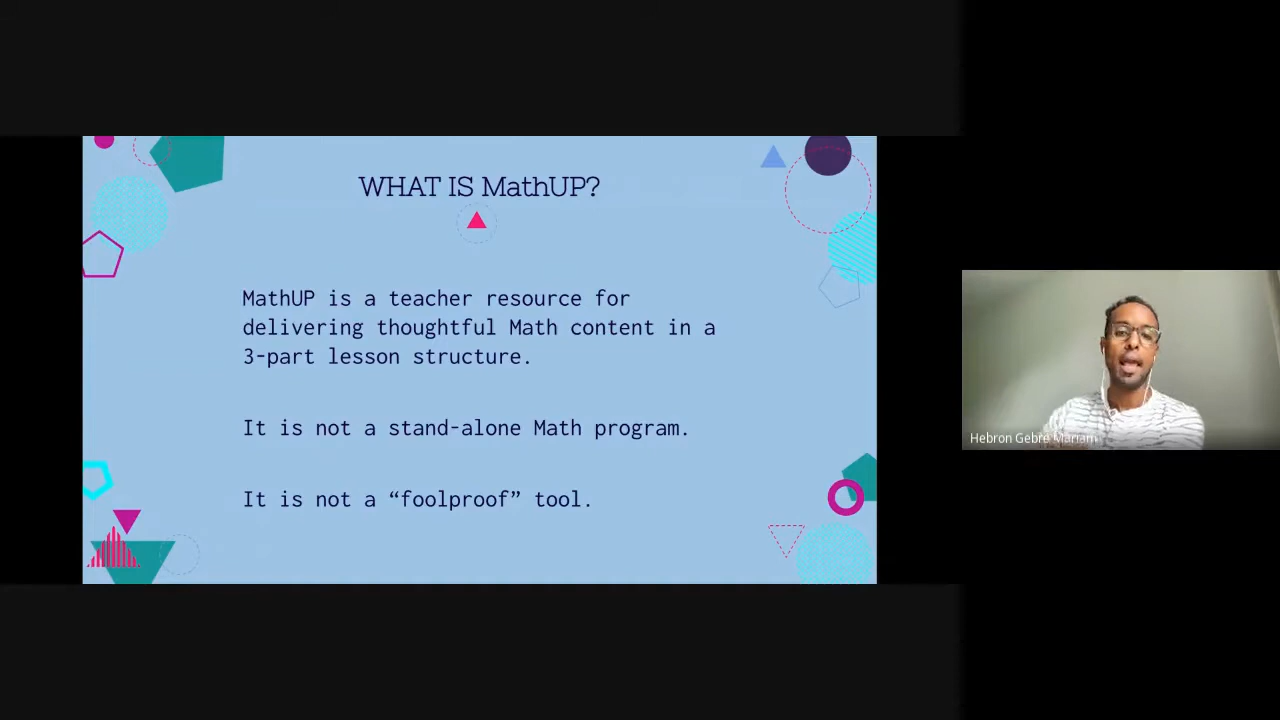 WHAT IS MathUP?
MathUP is a teacher resource for
delivering thoughtful Math content in a
3-part lesson structure.
It is not a stand-alone Math program.
It is not a “foolproof” tool.
Hebron Gebre Mariam